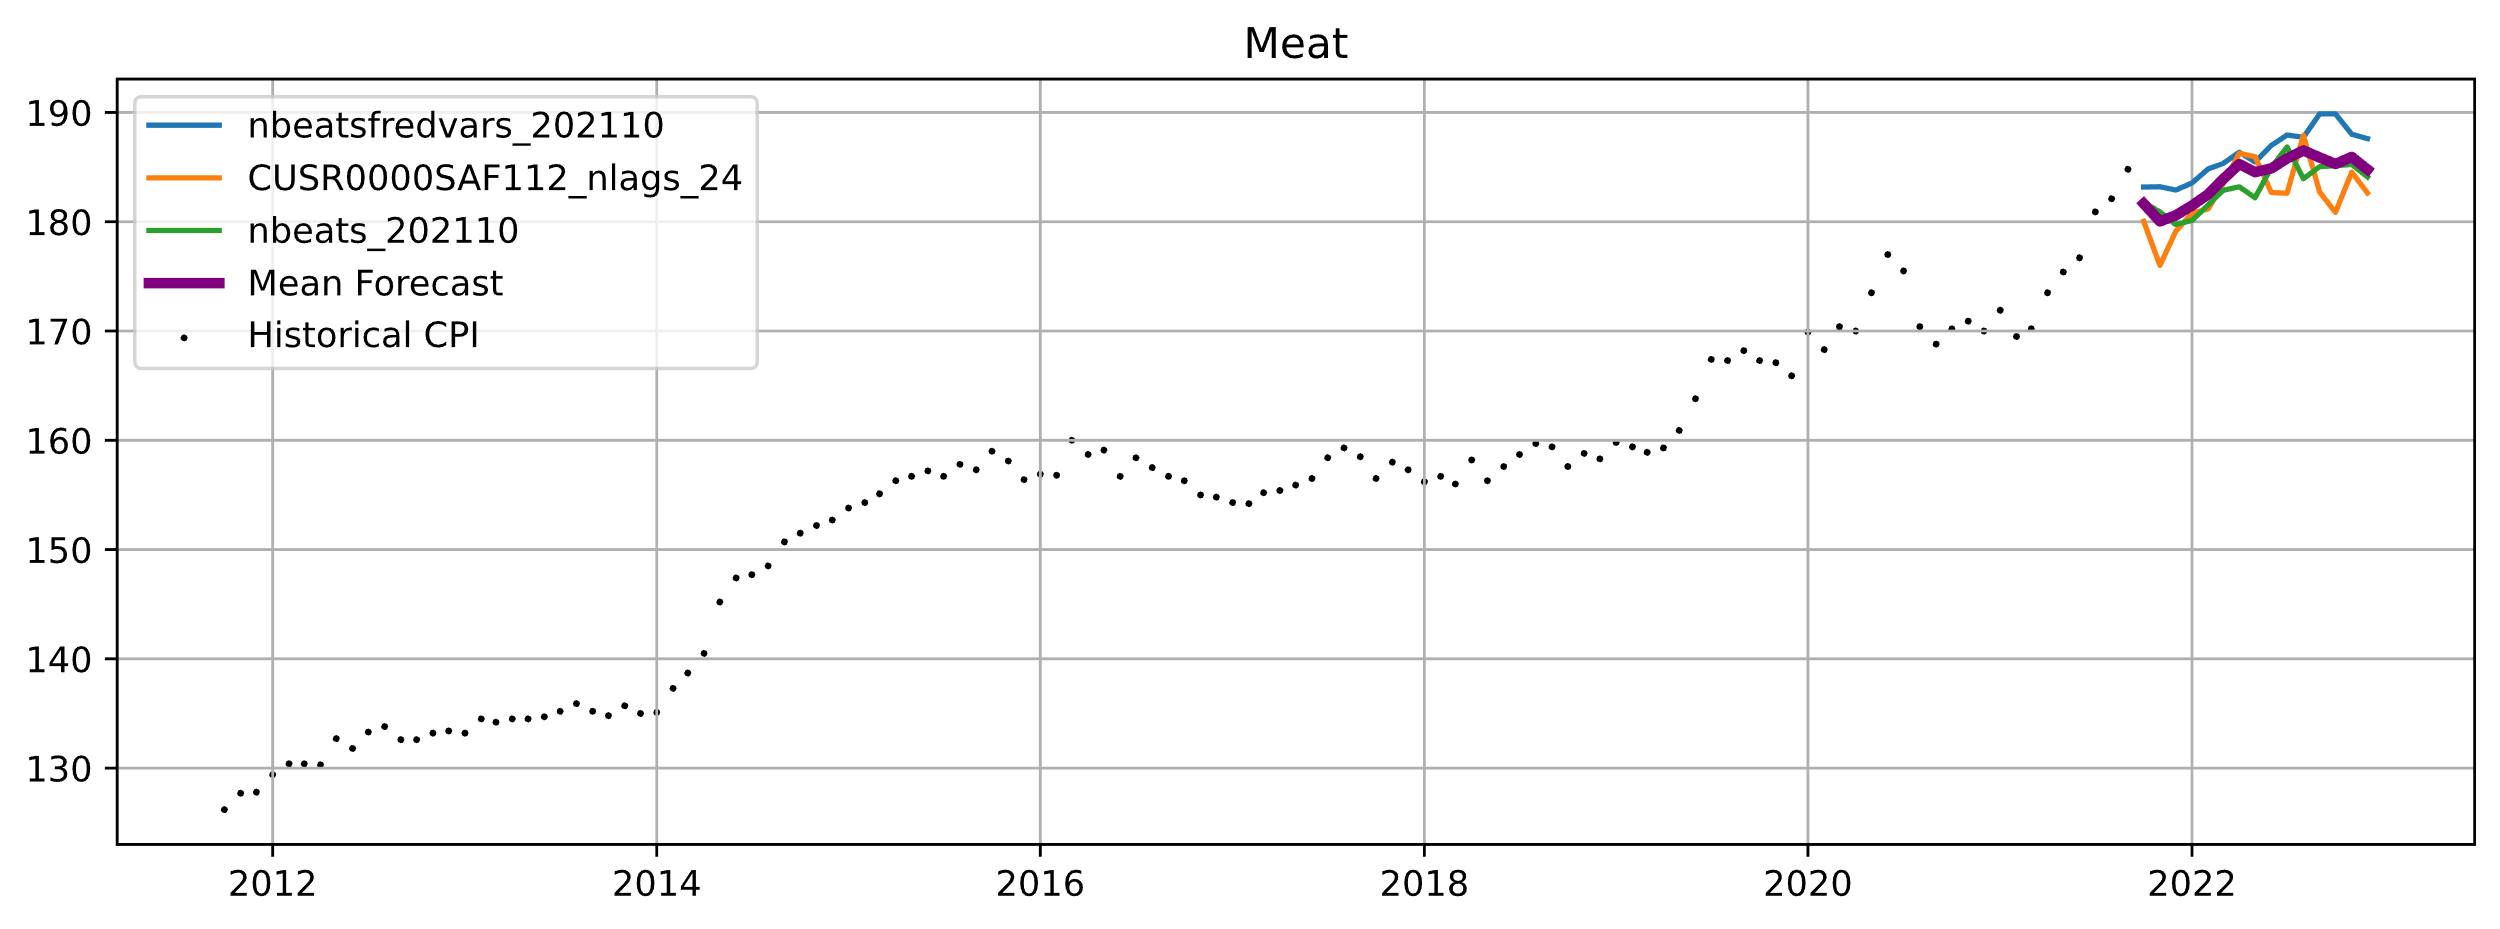 Meat
190
180
170
160
150
140
130
nbeatsfredvars_202110
CUSR0000SAF112_nlags_24
nbeats_202110
Mean Forecast
Historical CPI
2012 2014 2016 2018 2020 2022